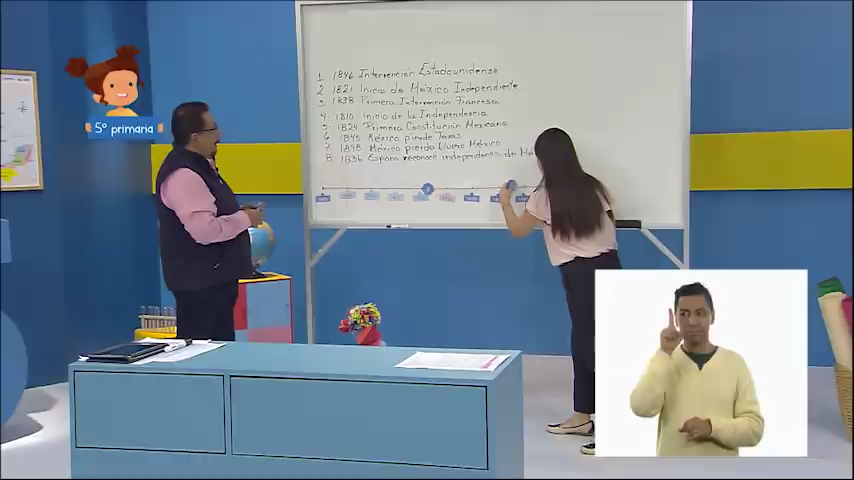 5º primaria
1 1846 Intervención Estadounidense
2 1821 Inicio de México Independiente
3 1838 Primera Intervención Francesa
4. 1810 Inicio de la Independencia
5. 1824 Primera Constitución Mexicana
6 1845 México pierde Texas
7. 1848 México pierde Nuevo México
8. 1836 España reconoce independencia de